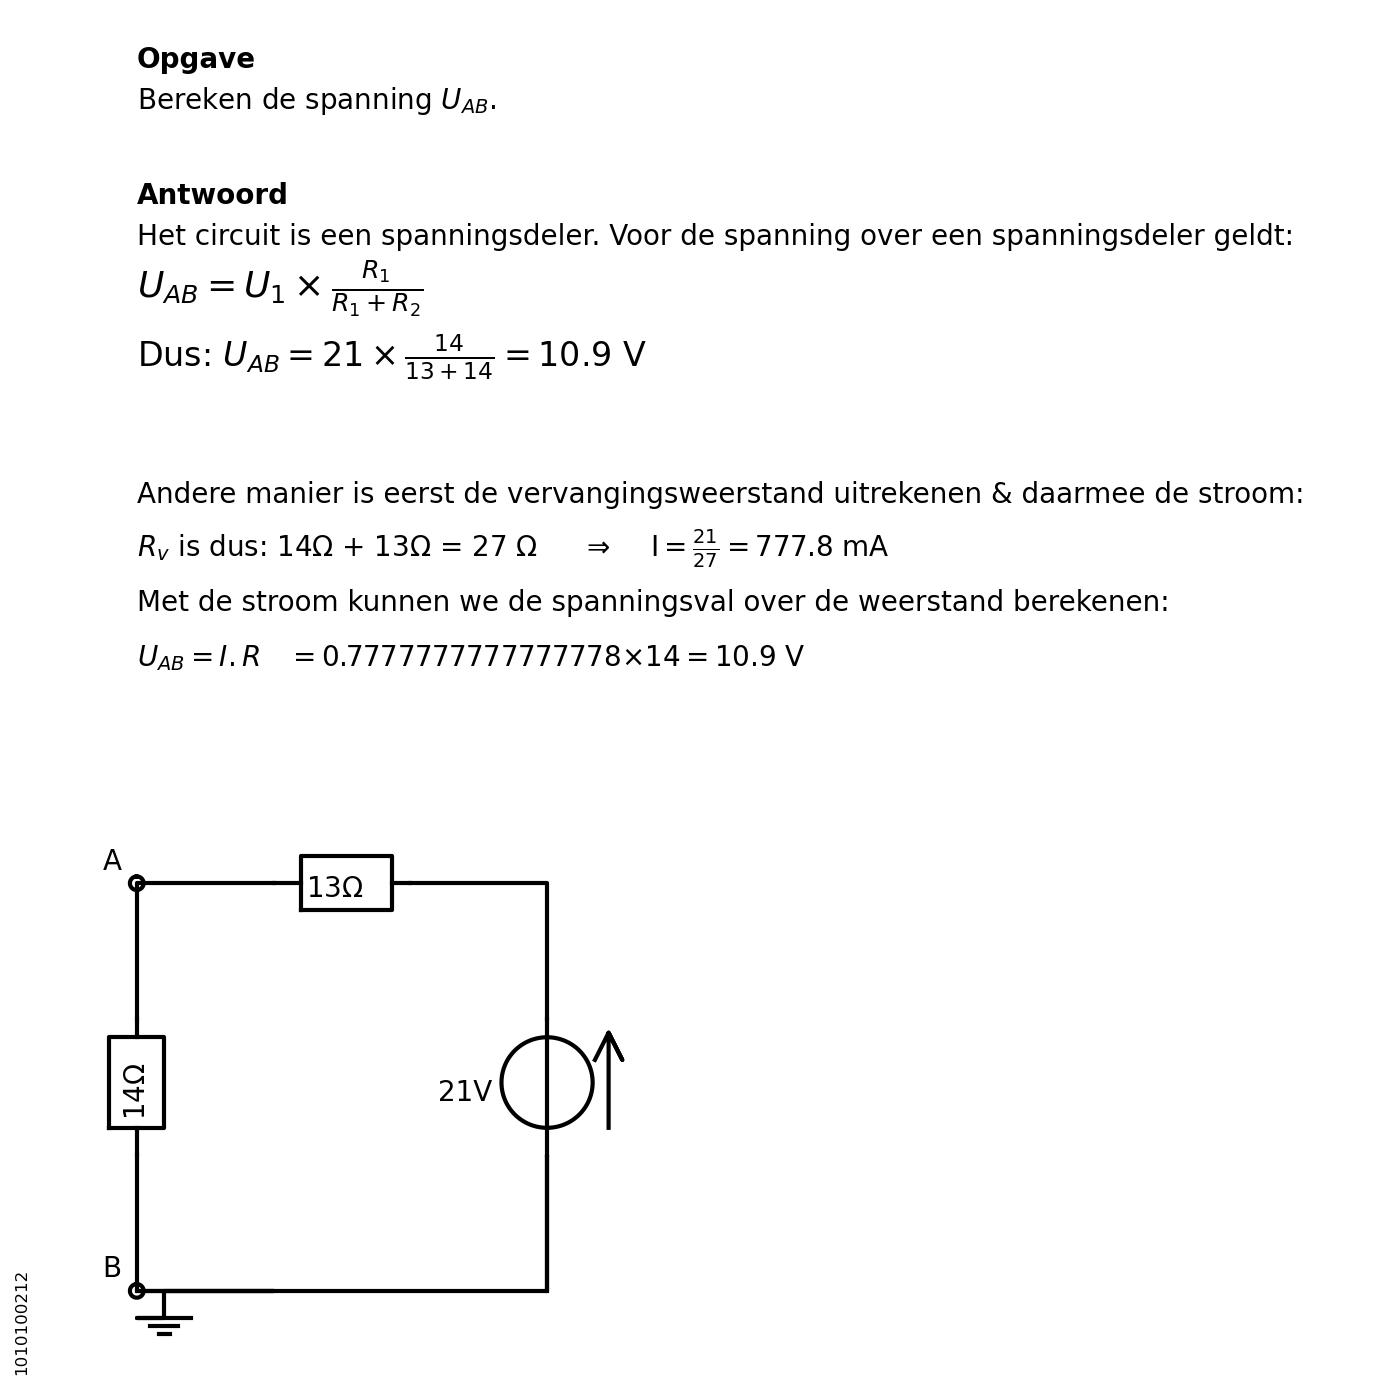 Opgave
Bereken de spanning $U_{AB}$.
Antwoord
Het circuit is een spanningsdeler. Voor de spanning over een spanningsdeler geldt:
$U_{AB} = U_1 \times \frac{R_1}{R_1 + R_2}$
Dus: $U_{AB} = 21 \times \frac{14}{13 + 14} = 10.9$ V
Andere manier is eerst de vervangingsweerstand uitrekenen & daarmee de stroom:
$R_v$ is dus: 14Ω + 13Ω = 27 Ω ⇒ I $= \frac{21}{27} = 777.8$ mA
Met de stroom kunnen we de spanningsval over de weerstand berekenen:
$U_{AB} = I.R$ = 0.7777777777777778×14 = 10.9 V
A
13Ω
14Ω
21V
B
1010100212